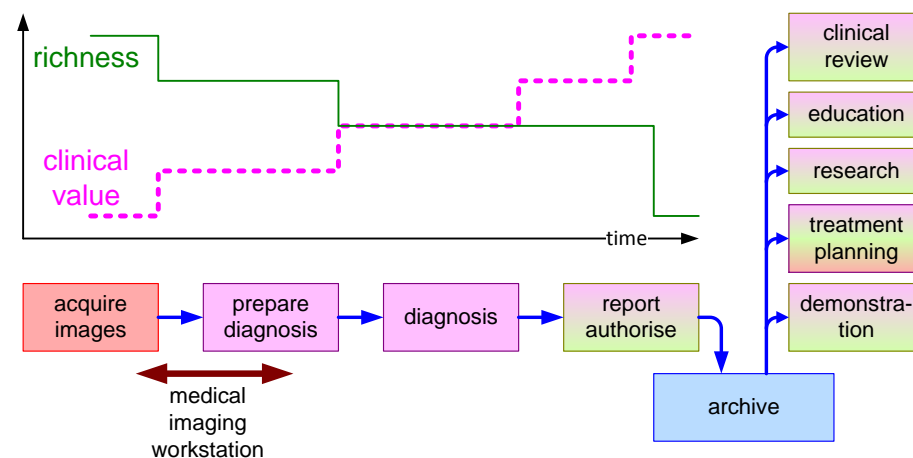 richness
clinical
value
time
acquire
images
prepare
diagnosis
diagnosis
report
authorise
archive
medical
imaging
workstation
clinical
review
education
research
treatment
planning
demonstra-
tion